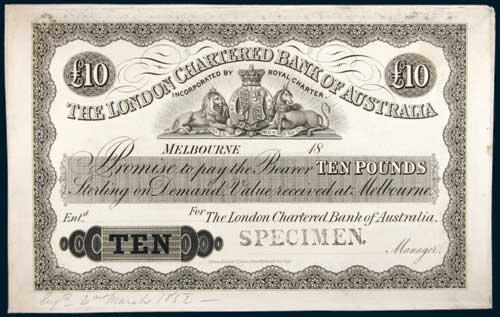 £10 £10
THE LONDON CHARTERED BANK OF AUSTRALIA
INCORPORATED BY ROYAL CHARTER
MELBOURNE 18
I Promise to pay the Bearer TEN POUNDS
Sterling on Demand, Value received at Melbourne.
For The London Chartered Bank of Australia,
Ent.d
TEN
SPECIMEN.
Manager.
2nd March 1852